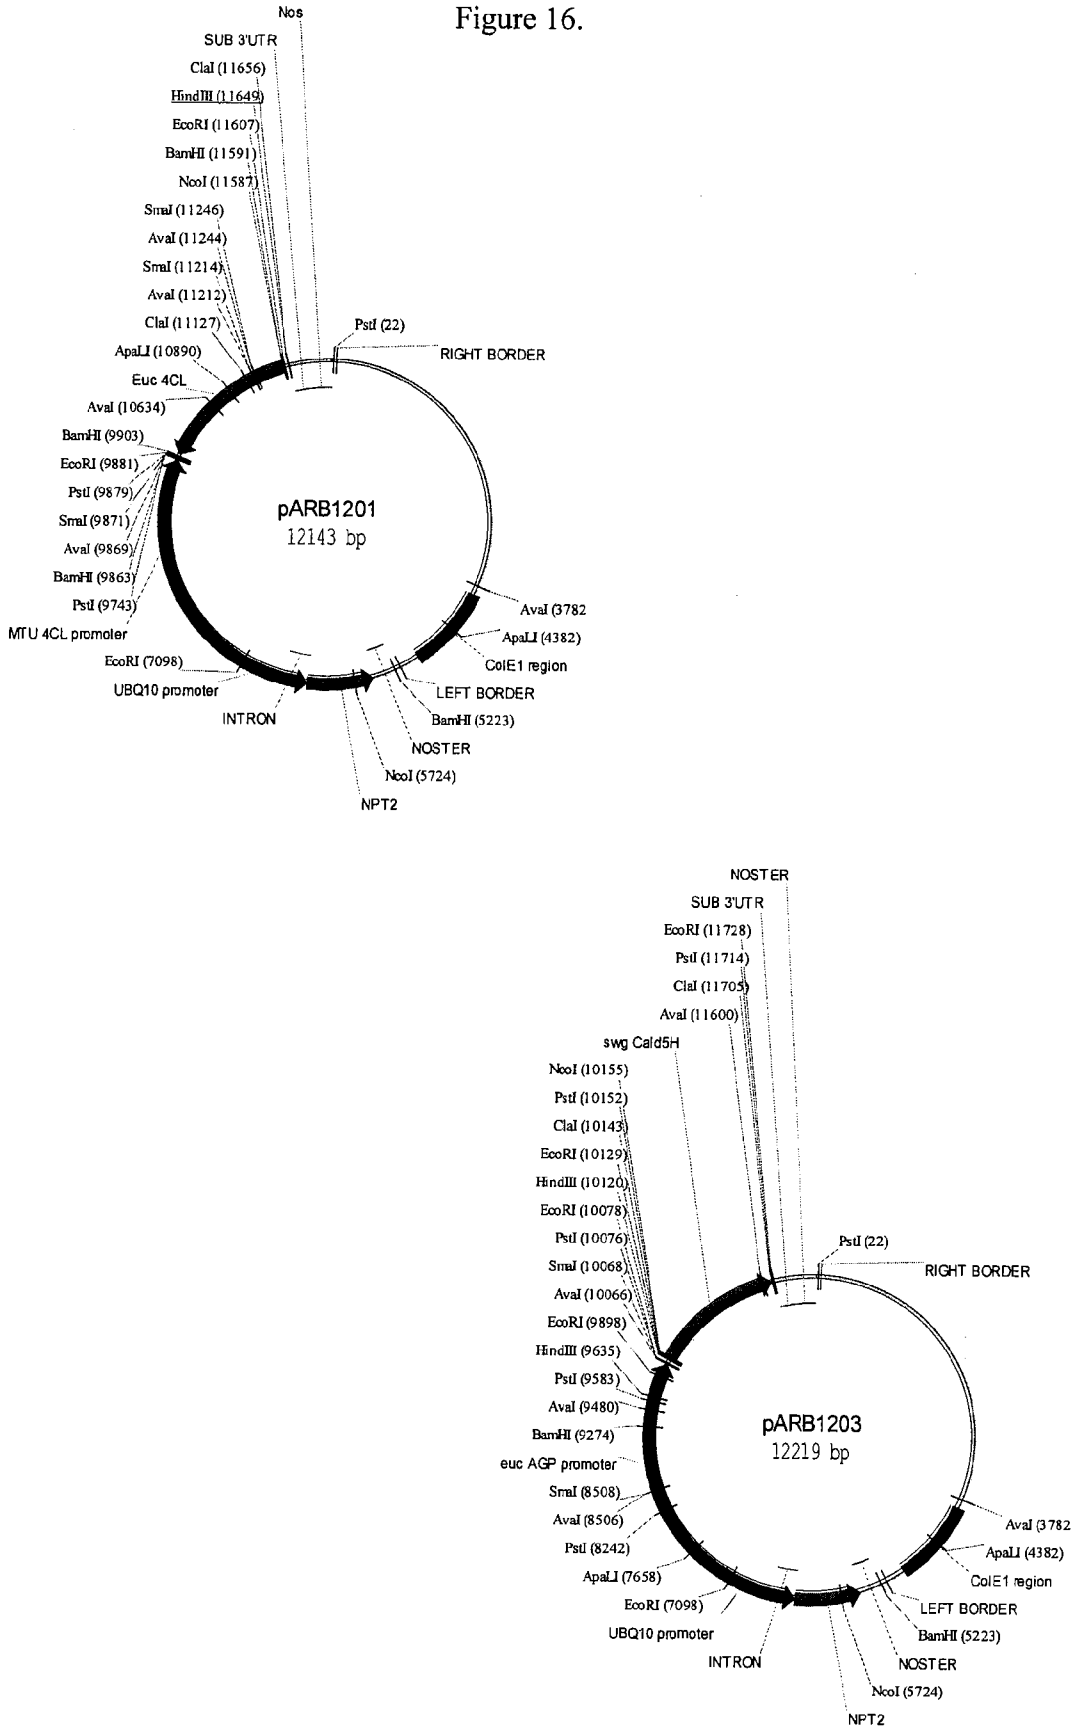 Figure 16.
Nos
SUB 3'UTR
ClaI (11656)
HindIII (11649)
EcoRI (11607)
BamHI (11591)
NcoI (11587)
SmaI (11246)
AvaI (11244)
SmaI (11214)
AvaI (11212)
ClaI (11127)
ApaLI (10890)
Euc 4CL
AvaI (10634)
BamHI (9903)
EcoRI (9881)
PstI (9879)
SmaI (9871)
AvaI (9869)
BamHI (9863)
PstI (9743)
MTU 4CL promoter
EcoRI (7098)
UBQ10 promoter
INTRON
PstI (22)
RIGHT BORDER
pARB1201
12143 bp
AvaI (3782
ApaLI (4382)
ColE1 region
LEFT BORDER
BamHI (5223)
NOSTER
NcoI (5724)
NPT2
NOSTER
SUB 3'UTR
EcoRI (11728)
PstI (11714)
ClaI (11705)
AvaI (11600)
swg Cald5H
NcoI (10155)
PstI (10152)
ClaI (10143)
EcoRI (10129)
HindIII (10120)
EcoRI (10078)
PstI (10076)
SmaI (10068)
AvaI (10066)
EcoRI (9898)
HindIII (9635)
PstI (9583)
AvaI (9480)
BamHI (9274)
euc AGP promoter
SmaI (8508)
AvaI (8506)
PstI (8242)
ApaLI (7658)
EcoRI (7098)
UBQ10 promoter
INTRON
PstI (22)
RIGHT BORDER
pARB1203
12219 bp
AvaI (3782
ApaLI (4382)
ColE1 region
LEFT BORDER
BamHI (5223)
NOSTER
NcoI (5724)
NPT2